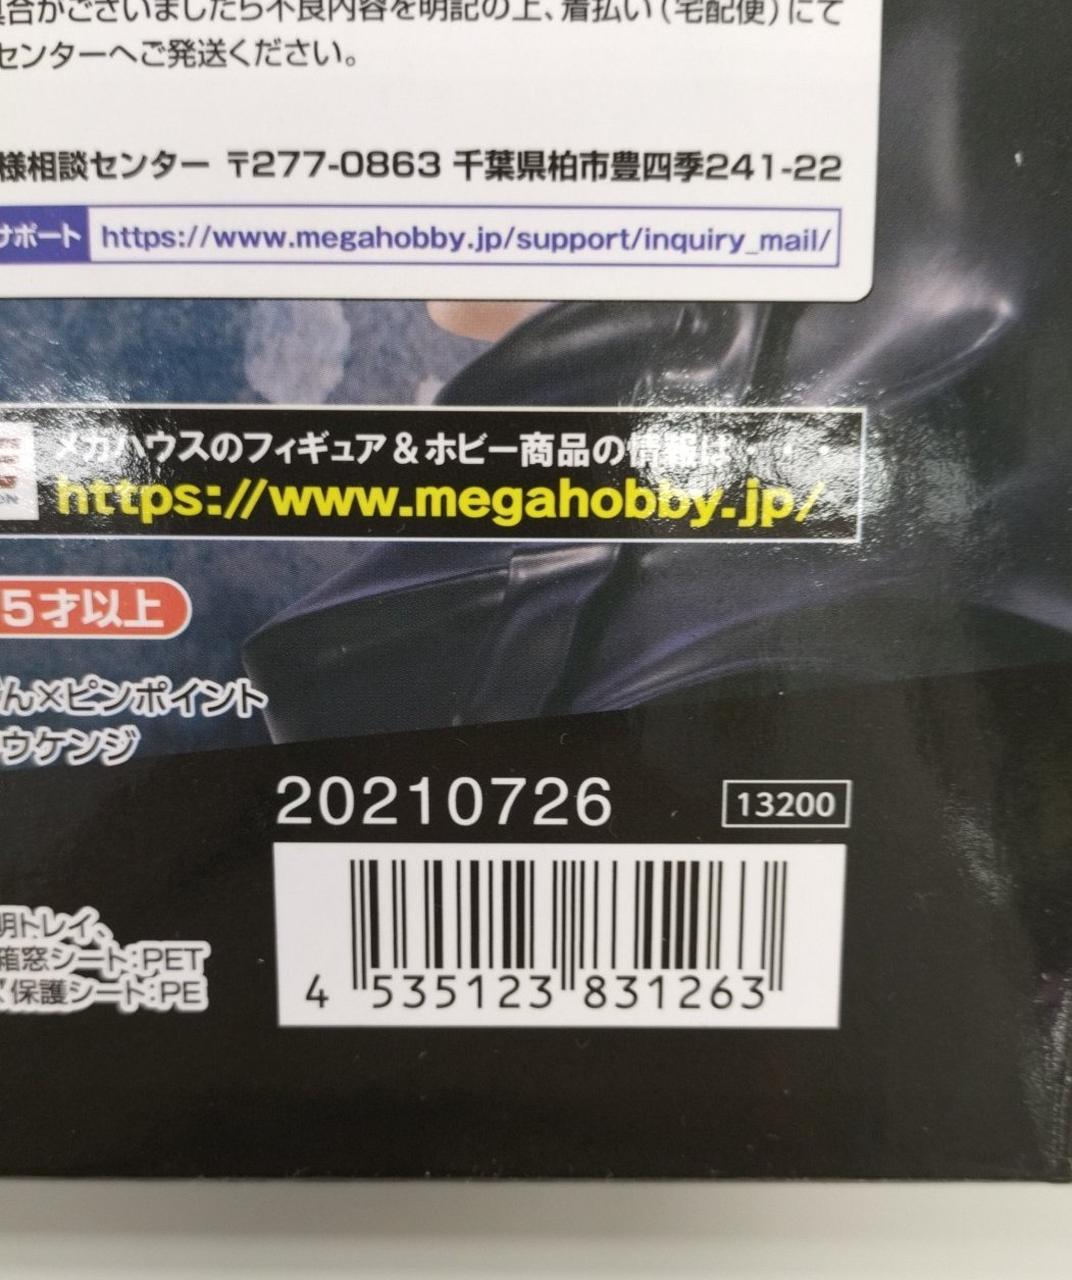 合がございましたら不良内容を明記の上、着払い(宅配便)にて
センターへご発送ください。
様相談センター 〒277-0863 千葉県柏市豊四季241-22
サポート https://www.megahobby.jp/support/inquiry_mail/
メガハウスのフィギュア&ホビー商品の情報は・・・
https://www.megahobby.jp/
5才以上
ん×ピンポイント
ウケンジ
20210726 13200
明トレイ、
箱窓シート:PET
保護シート:PE
4 535123 831263